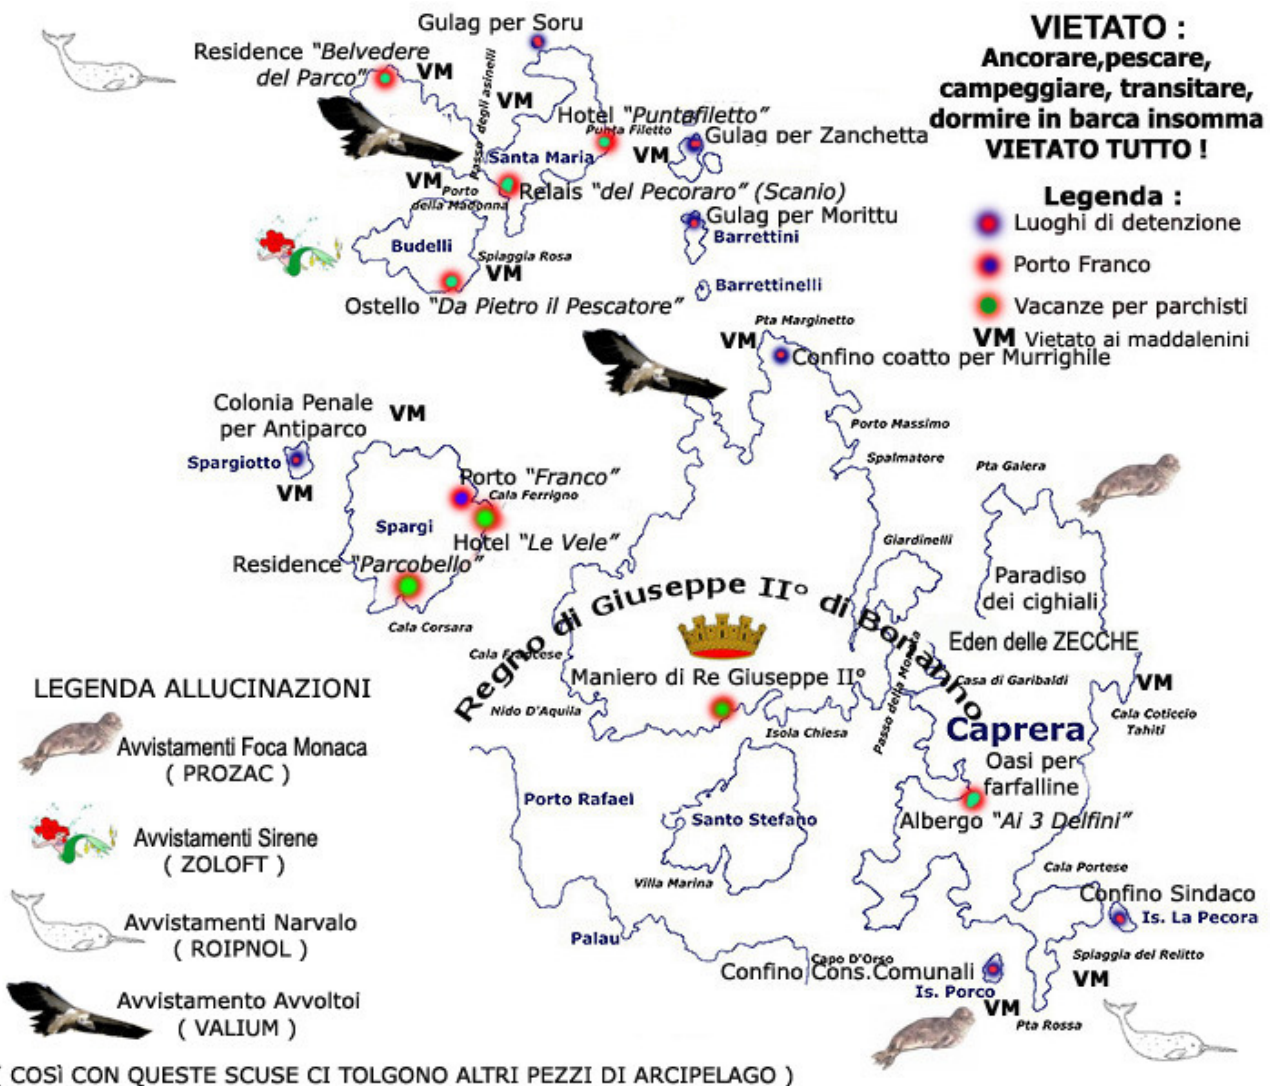 Gulag per Soru
VIETATO :
Ancorare,pescare,
campeggiare, transitare,
dormire in barca insomma
VIETATO TUTTO !
Residence "Belvedere
del Parco"
VM
Passo degli asinelli
VM
Hotel "Puntafiletto"
Punta Filetto
Gulag per Zanchetta
VM
Santa Maria
VM
Porto
della Madonna
Relais "del Pecoraro" (Scanio)
Legenda :
Luoghi di detenzione
Porto Franco
Vacanze per parchisti
VM Vietato ai maddalenini
Gulag per Morittu
Barrettini
Budelli
Spiaggia Rosa
VM
Barrettinelli
Ostello "Da Pietro il Pescatore"
Pta Marginetto
VM
Confino coatto per Murrighile
Colonia Penale
per Antiparco
VM
Porto Massimo
Spargiotto
VM
Spalmatore
Pta Galera
Porto "Franco"
Cala Ferrigno
Spargi
Hotel "Le Vele"
Residence "Parcobello"
Cala Corsara
Giardinelli
Paradiso
dei cighiali
Regno di Giuseppe II° di Bonanno
Eden delle ZECCHE
Cala Francese
Maniero di Re Giuseppe II°
Passo della Moneta
Casa di Garibaldi
VM
Nido D'Aquila
Isola Chiesa
Cala Coticcio
Tahiti
Caprera
Oasi per
farfalline
Albergo "Ai 3 Delfini"
Porto Rafael
Santo Stefano
Villa Marina
Cala Portese
Confino Sindaco
Is. La Pecora
Palau
Capo D'Orso
Confino Cons.Comunali
Is. Porco
Spiaggia del Relitto
VM
VM
Pta Rossa
LEGENDA ALLUCINAZIONI
Avvistamenti Foca Monaca
( PROZAC )
Avvistamenti Sirene
( ZOLOFT )
Avvistamenti Narvalo
( ROIPNOL )
Avvistamento Avvoltoi
( VALIUM )
( COSÌ CON QUESTE SCUSE CI TOLGONO ALTRI PEZZI DI ARCIPELAGO )